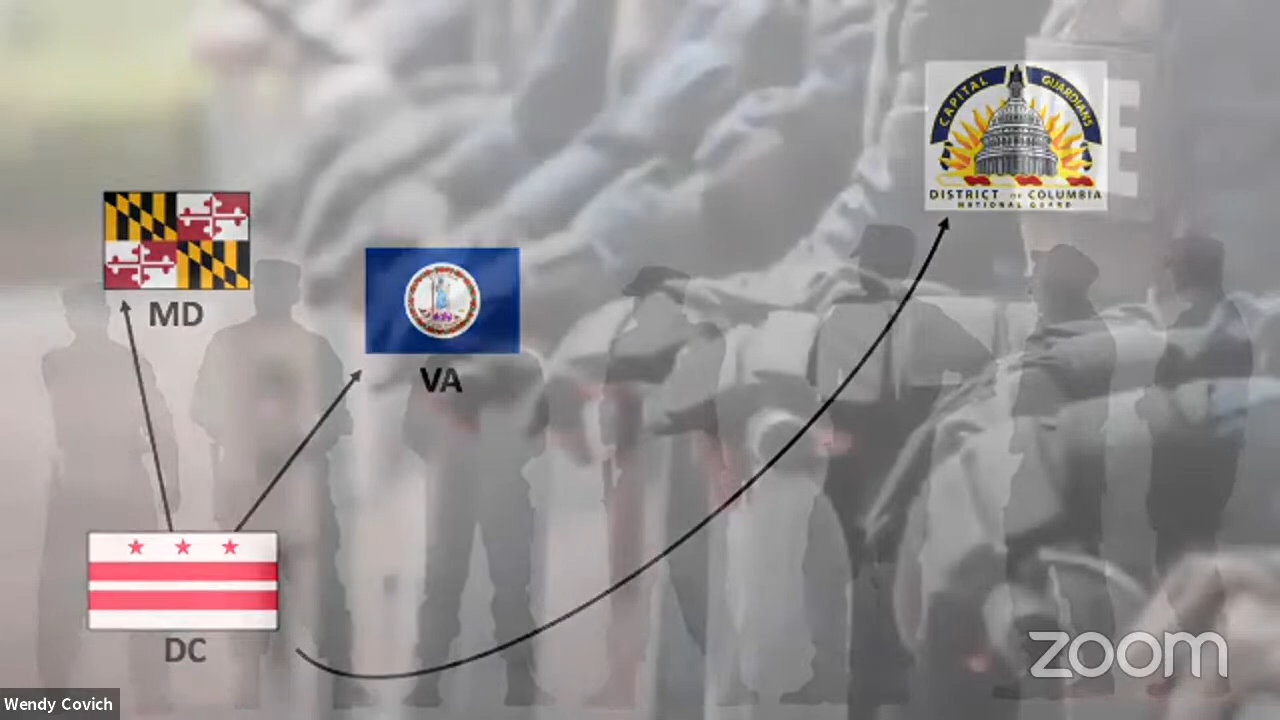 CAPITAL GUARDIANS
E
DISTRICT OF COLUMBIA
NATIONAL GUARD
MD
VA
DC
zoom
Wendy Covich